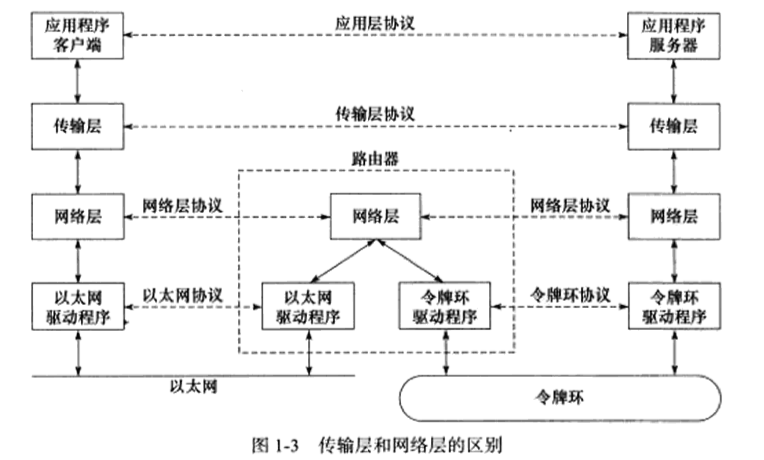 应用程序
客户端
应用层协议
应用程序
服务器
传输层
传输层协议
传输层
路由器
网络层
网络层协议
网络层
网络层协议
网络层
以太网
驱动程序
以太网协议
以太网
驱动程序
令牌环
驱动程序
令牌环协议
令牌环
驱动程序
以太网
令牌环
图 1-3 传输层和网络层的区别